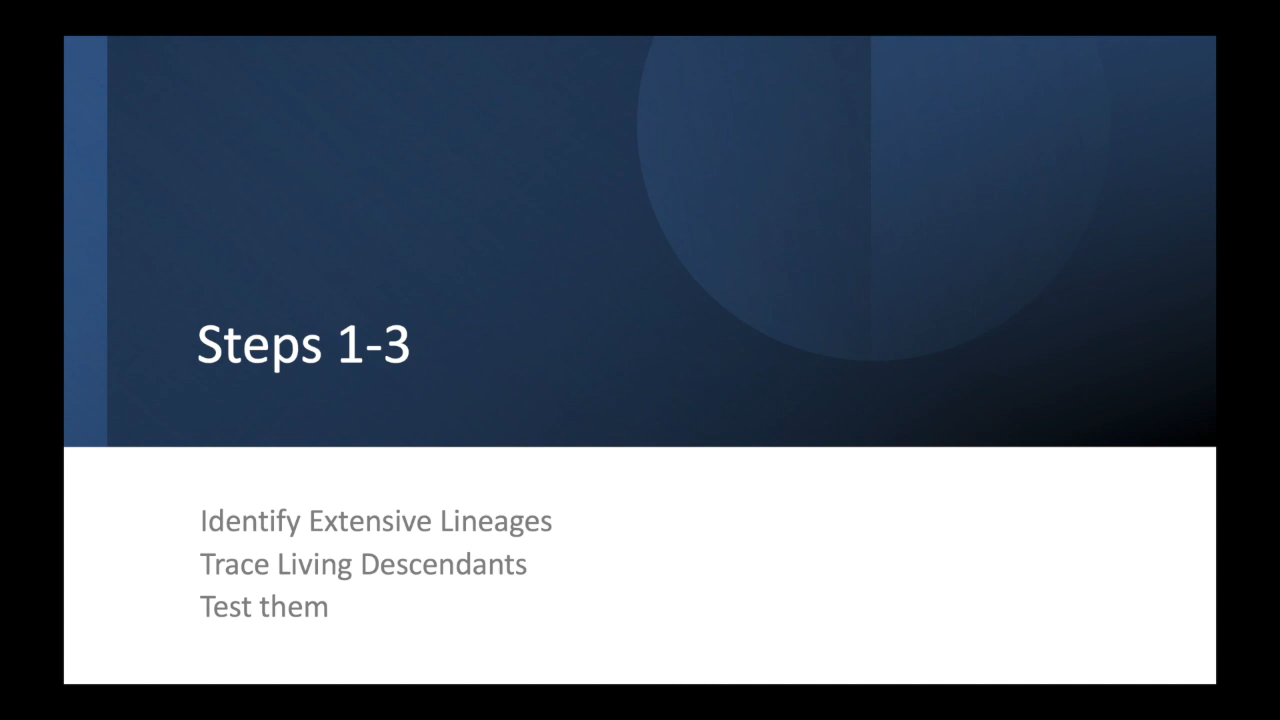 Steps 1-3
Identify Extensive Lineages
Trace Living Descendants
Test them